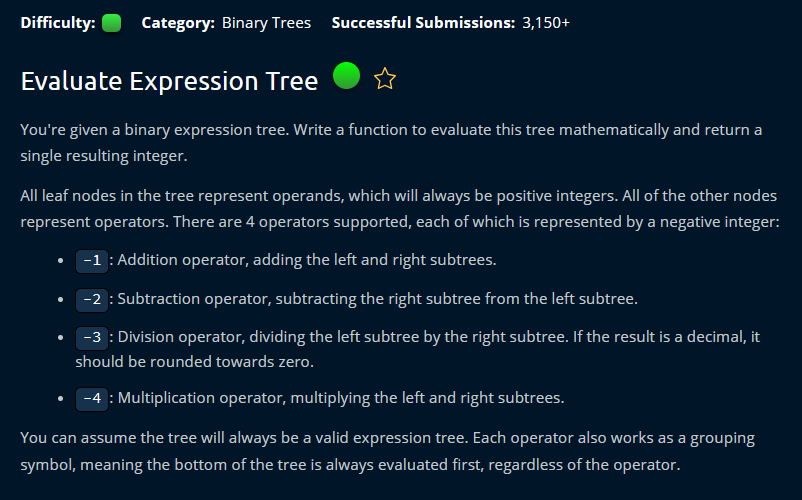 Difficulty: Category: Binary Trees Successful Submissions: 3,150+
Evaluate Expression Tree
You're given a binary expression tree. Write a function to evaluate this tree mathematically and return a
single resulting integer.
All leaf nodes in the tree represent operands, which will always be positive integers. All of the other nodes
represent operators. There are 4 operators supported, each of which is represented by a negative integer:
• -1 : Addition operator, adding the left and right subtrees.
• -2 : Subtraction operator, subtracting the right subtree from the left subtree.
• -3 : Division operator, dividing the left subtree by the right subtree. If the result is a decimal, it
should be rounded towards zero.
• -4 : Multiplication operator, multiplying the left and right subtrees.
You can assume the tree will always be a valid expression tree. Each operator also works as a grouping
symbol, meaning the bottom of the tree is always evaluated first, regardless of the operator.